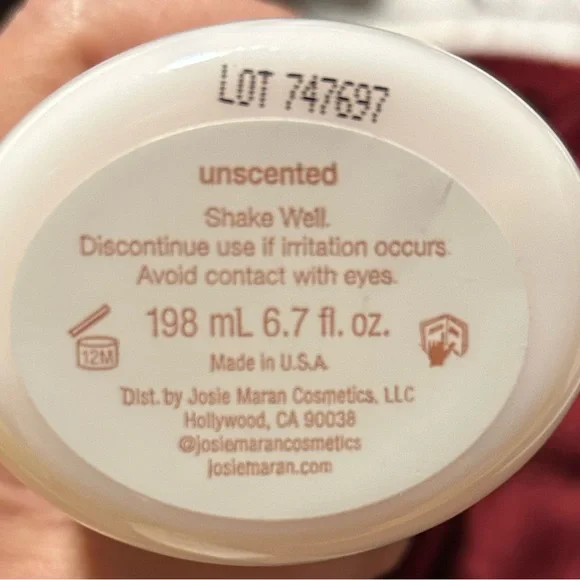 LOT 747697
unscented
Shake Well.
Discontinue use if irritation occurs.
Avoid contact with eyes.
198 mL 6.7 fl. oz.
12M
Made in U.S.A.
Dist. by Josie Maran Cosmetics, LLC
Hollywood, CA 90038
@josiemarancosmetics
josiemaran.com